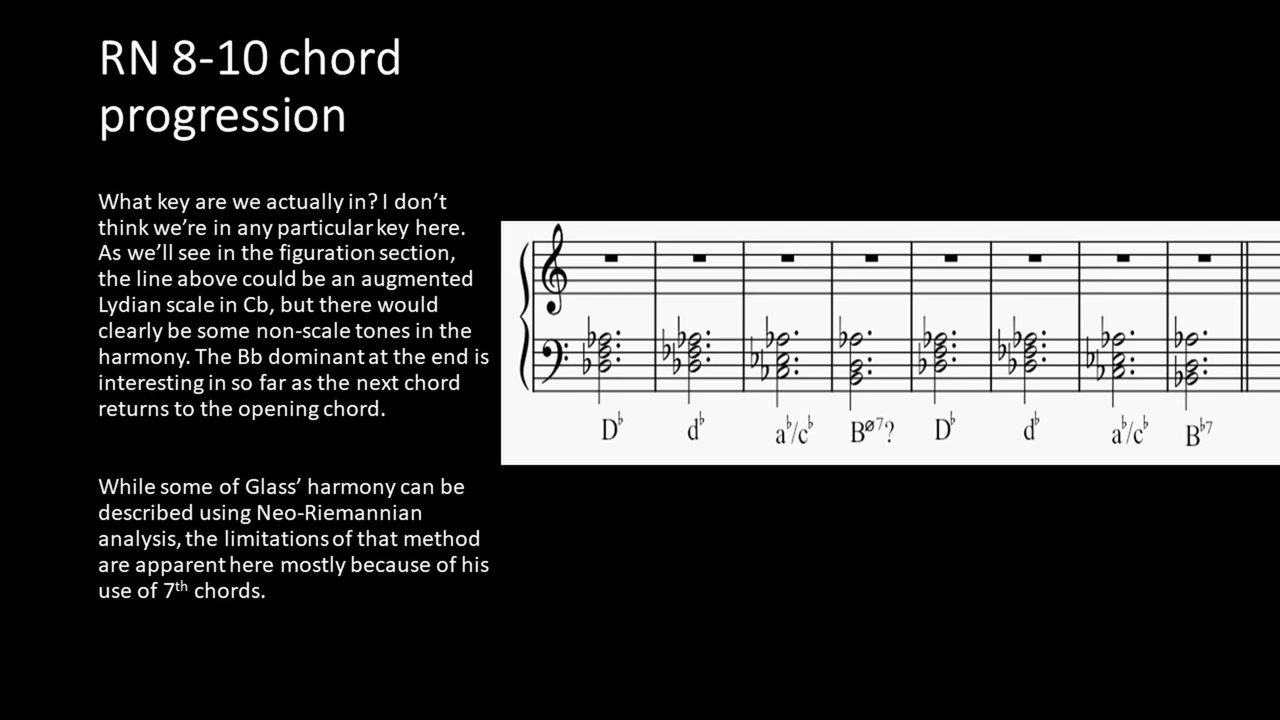 RN 8-10 chord
progression
What key are we actually in? I don’t
think we’re in any particular key here.
As we’ll see in the figuration section,
the line above could be an augmented
Lydian scale in Cb, but there would
clearly be some non-scale tones in the
harmony. The Bb dominant at the end is
interesting in so far as the next chord
returns to the opening chord.
While some of Glass’ harmony can be
described using Neo-Riemannian
analysis, the limitations of that method
are apparent here mostly because of his
use of 7th chords.
D♭ d♭ a♭/c♭ Bø7? D♭ d♭ a♭/c♭ B♭7